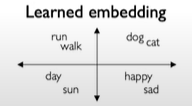 Learned embedding
run
walk
dog cat
day
sun
happy
sad